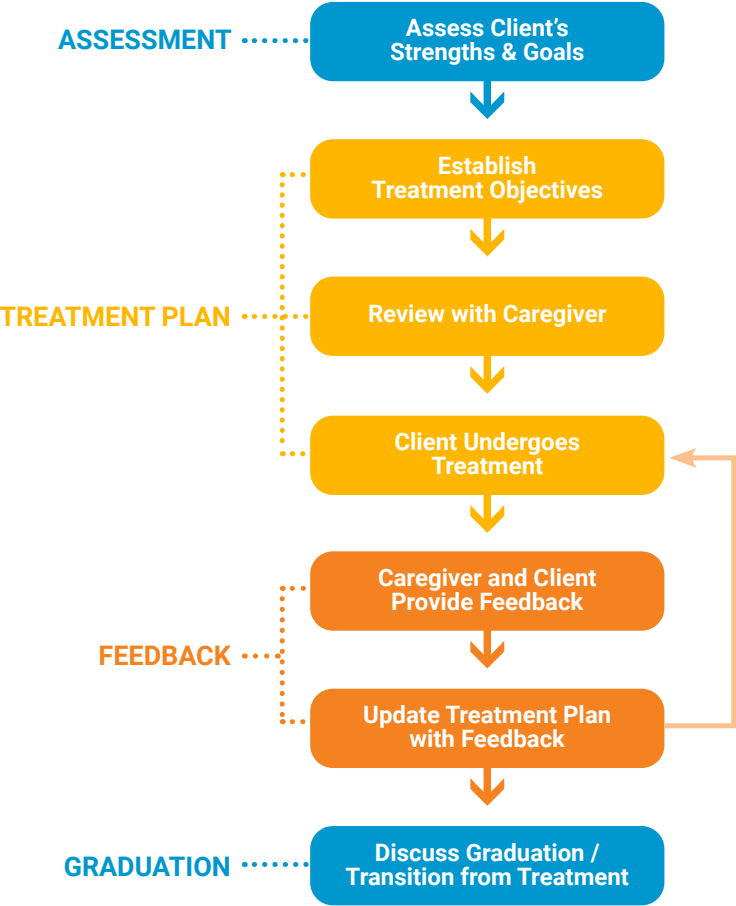 ASSESSMENT
Assess Client’s
Strengths & Goals
Establish
Treatment Objectives
TREATMENT PLAN
Review with Caregiver
Client Undergoes
Treatment
Caregiver and Client
Provide Feedback
FEEDBACK
Update Treatment Plan
with Feedback
GRADUATION
Discuss Graduation /
Transition from Treatment